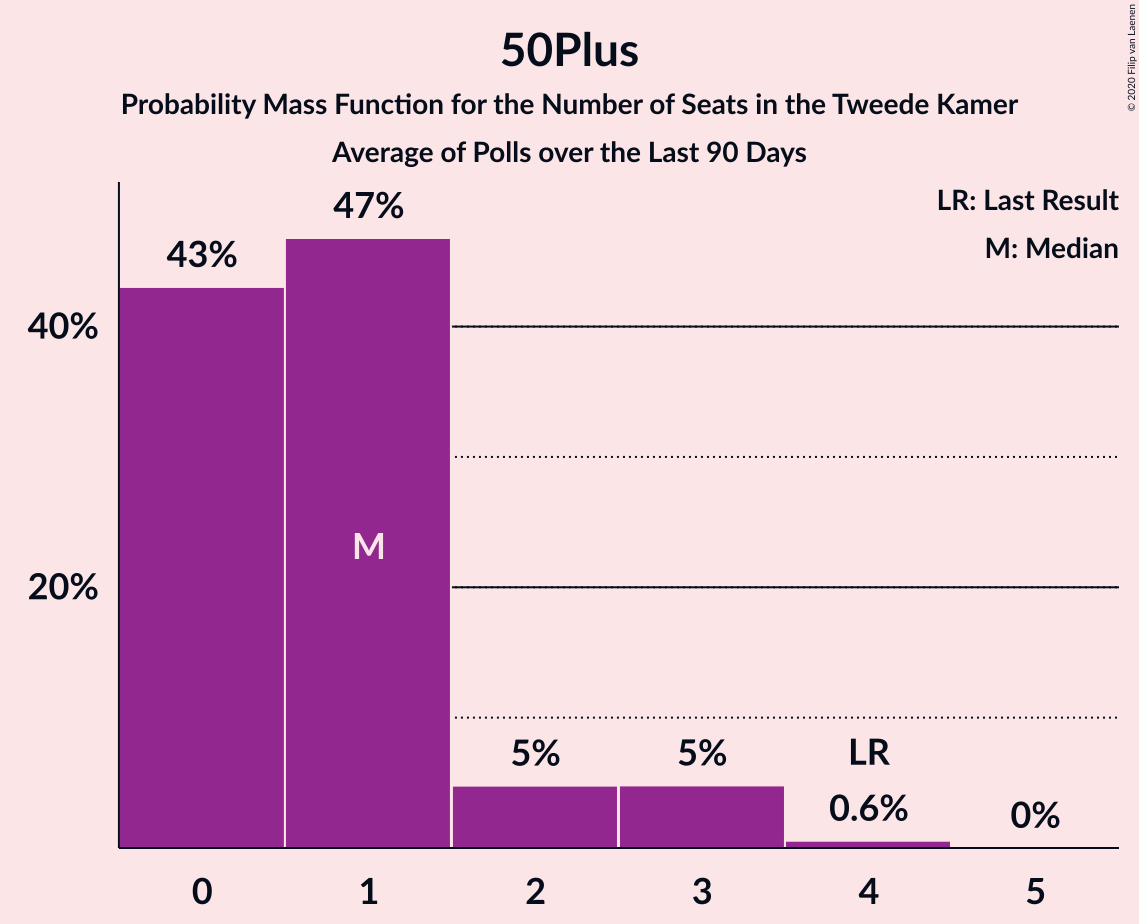 50Plus
Probability Mass Function for the Number of Seats in the Tweede Kamer
Average of Polls over the Last 90 Days
© 2020 Filip van Laenen
LR: Last Result
M: Median
47%
43%
40%
M
20%
5%
5%
LR
0.6%
0%
0
1
2
3
4
5